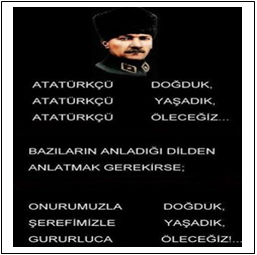 ATATÜRKÇÜ DOĞDUK,
ATATÜRKÇÜ YAŞADIK,
ATATÜRKÇÜ ÖLECEĞİZ...
BAZILARIN ANLADIĞI DİLDEN
ANLATMAK GEREKİRSE;
ONURUMUZLA DOĞDUK,
ŞEREFİMİZLE YAŞADIK,
GURURLUCA ÖLECEĞİZ!...